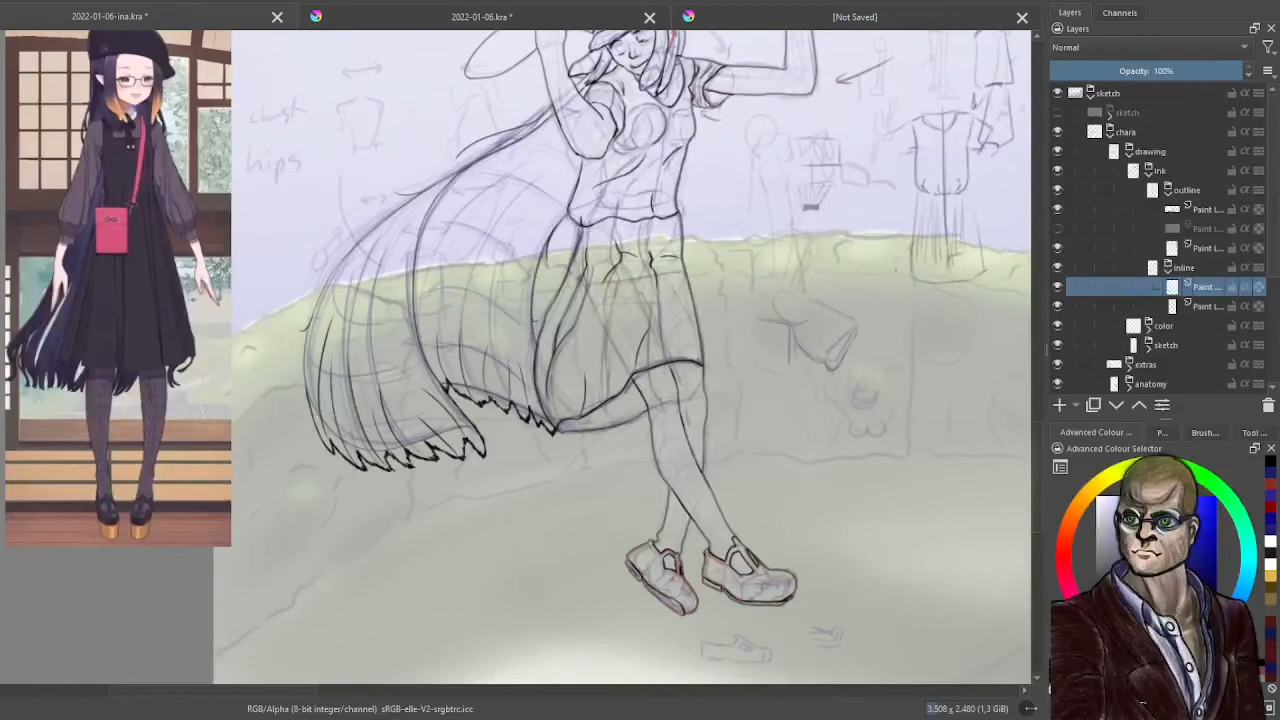 2022-01-06-ina.kra *
2022-01-06.kra *
[Not Saved]
Layers
Channels
Layers
Normal
Opacity: 100%
sketch
sketch
chara
drawing
ink
outline
Paint L...
Paint L...
Paint L...
inline
Paint ...
Paint L...
color
sketch
extras
anatomy
Advanced Colour ...
P...
Brush...
Tool ...
Advanced Colour Selector
chest
hips
RGB/Alpha (8-bit integer/channel) sRGB-elle-V2-srgbtrc.icc
3.508 x 2.480 (1,3 GiB)